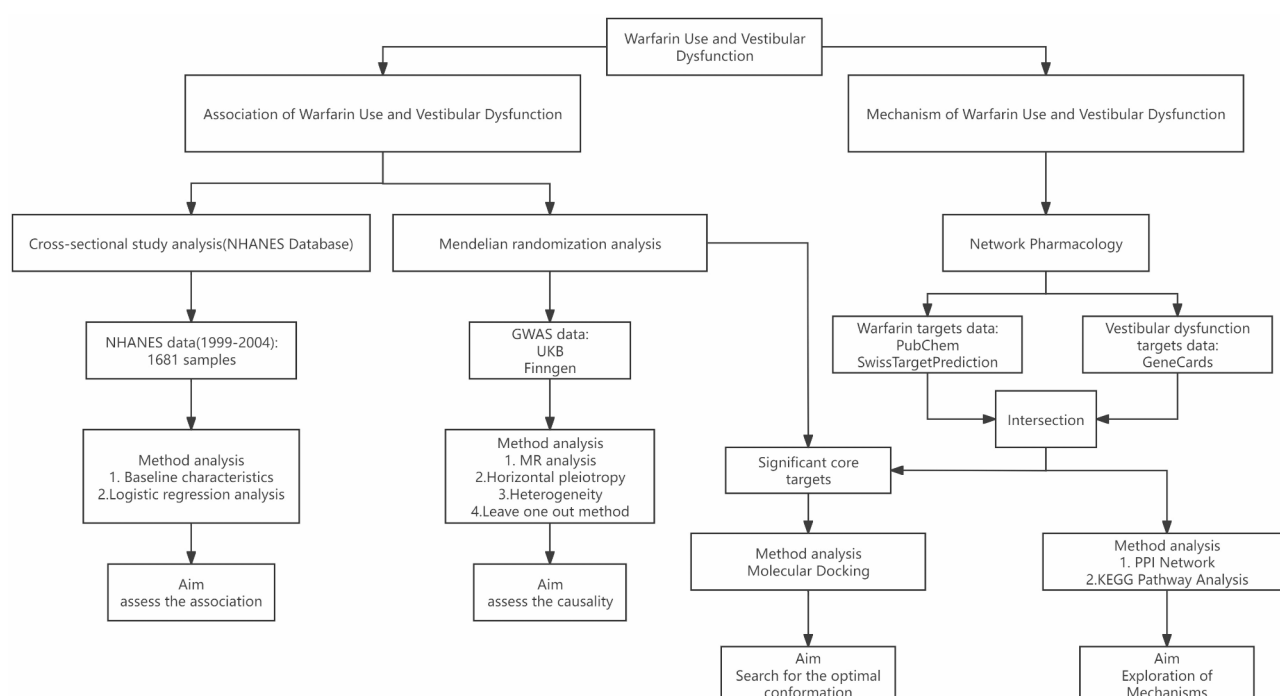 Warfarin Use and Vestibular
Dysfunction
Association of Warfarin Use and Vestibular Dysfunction
Mechanism of Warfarin Use and Vestibular Dysfunction
Cross-sectional study analysis(NHANES Database)
Mendelian randomization analysis
Network Pharmacology
NHANES data(1999-2004):
1681 samples
GWAS data:
UKB
Finngen
Warfarin targets data:
PubChem
SwissTargetPrediction
Vestibular dysfunction
targets data:
GeneCards
Intersection
Method analysis
1. Baseline characteristics
2.Logistic regression analysis
Method analysis
1. MR analysis
2.Horizontal pleiotropy
3.Heterogeneity
4.Leave one out method
Significant core
targets
Method analysis
Molecular Docking
Method analysis
1. PPI Network
2.KEGG Pathway Analysis
Aim
assess the association
Aim
assess the causality
Aim
Search for the optimal
conformation
Aim
Exploration of
Mechanisms